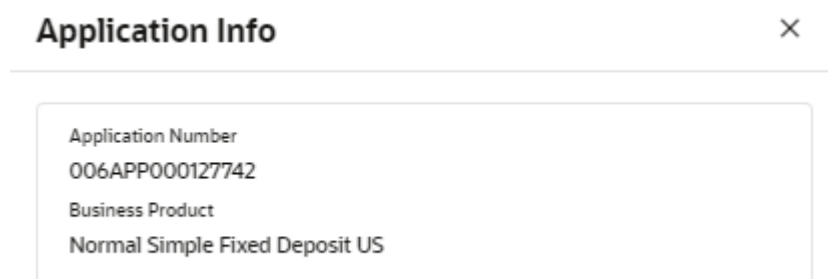 Application Info
Application Number
006APP000127742
Business Product
Normal Simple Fixed Deposit US